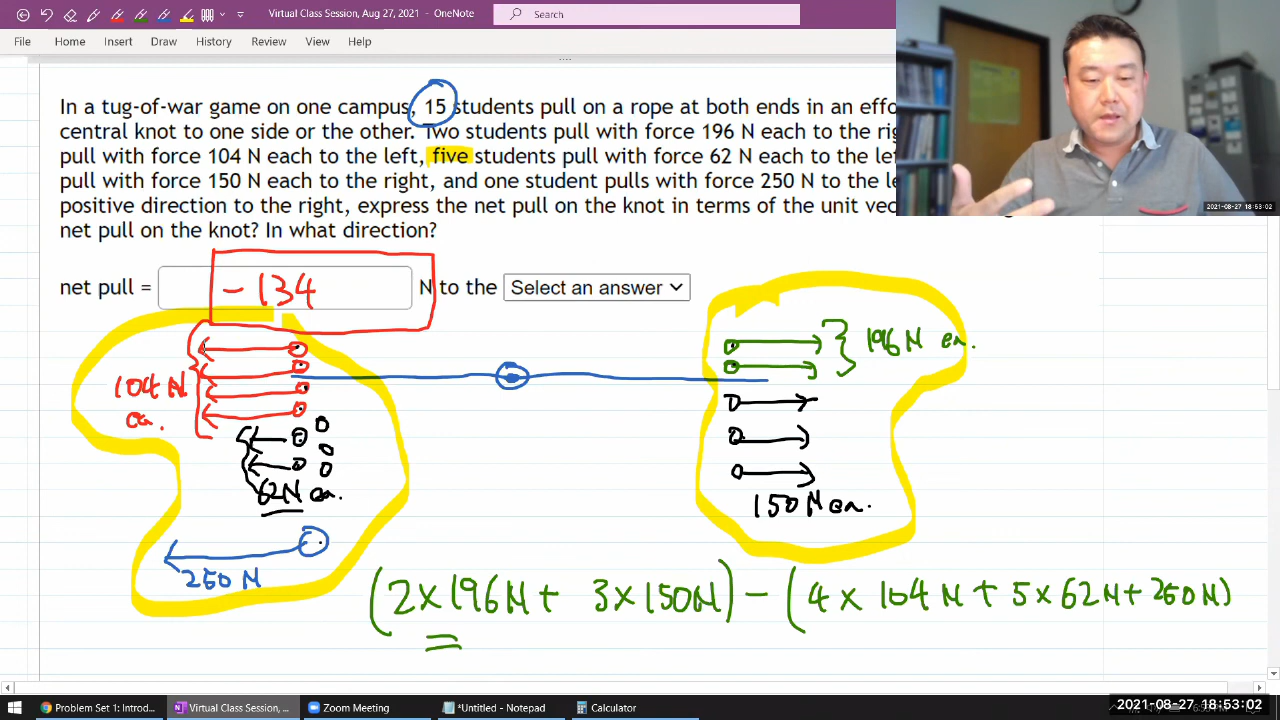 Virtual Class Session, Aug 27, 2021 - OneNote
Search
File Home Insert Draw History Review View Help
In a tug-of-war game on one campus, 15 students pull on a rope at both ends in an effo
central knot to one side or the other. Two students pull with force 196 N each to the rig
pull with force 104 N each to the left, five students pull with force 62 N each to the le
pull with force 150 N each to the right, and one student pulls with force 250 N to the le
positive direction to the right, express the net pull on the knot in terms of the unit vec
net pull on the knot? In what direction?
net pull = -134 N to the Select an answer
104 N
ea.
62N ea.
250 N
196 N ea.
150 N ea.
(2 x 196N + 3 x 150N) - (4 x 104 N + 5 x 62N + 250N)
2021-08-27 18:53:02
Problem Set 1: Introd... Virtual Class Session,... Zoom Meeting *Untitled - Notepad Calculator
2021-08-27 18:53:02